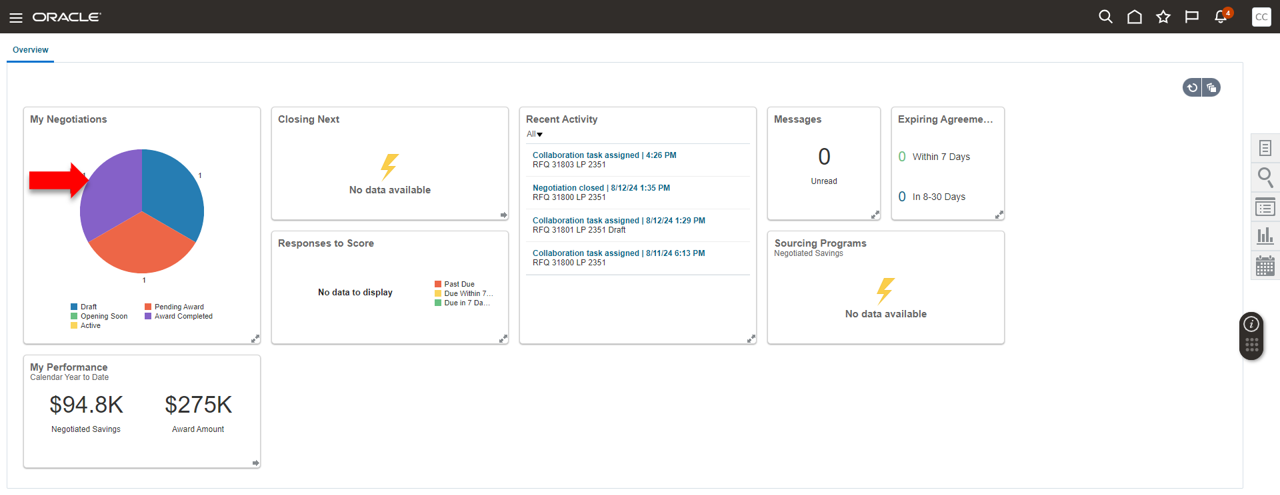 ORACLE
4
CC
Overview
My Negotiations
1
1
Draft
Pending Award
Opening Soon
Award Completed
Active
Closing Next
No data available
Responses to Score
No data to display
Past Due
Due Within 7...
Due in 7 Da...
Recent Activity
All
Collaboration task assigned | 4:26 PM
RFQ 31803 LP 2351
Negotiation closed | 8/12/24 1:35 PM
RFQ 31800 LP 2351
Collaboration task assigned | 8/12/24 1:29 PM
RFQ 31801 LP 2351 Draft
Collaboration task assigned | 8/11/24 6:13 PM
RFQ 31800 LP 2351
Messages
0
Unread
Expiring Agreeme...
0 Within 7 Days
0 In 8-30 Days
Sourcing Programs
Negotiated Savings
No data available
My Performance
Calendar Year to Date
$94.8K
Negotiated Savings
$275K
Award Amount